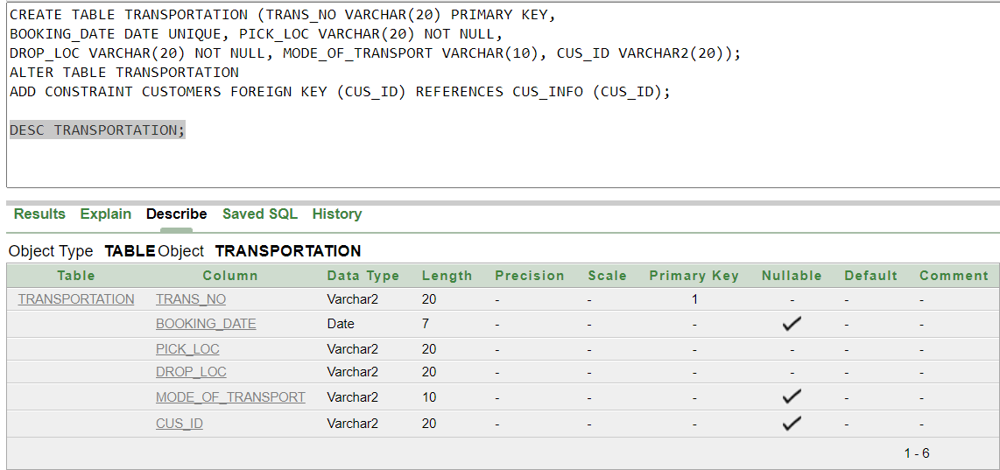 CREATE TABLE TRANSPORTATION (TRANS_NO VARCHAR(20) PRIMARY KEY,
BOOKING_DATE DATE UNIQUE, PICK_LOC VARCHAR(20) NOT NULL,
DROP_LOC VARCHAR(20) NOT NULL, MODE_OF_TRANSPORT VARCHAR(10), CUS_ID VARCHAR2(20));
ALTER TABLE TRANSPORTATION
ADD CONSTRAINT CUSTOMERS FOREIGN KEY (CUS_ID) REFERENCES CUS_INFO (CUS_ID);
DESC TRANSPORTATION;
Results Explain Describe Saved SQL History
Object Type TABLE Object TRANSPORTATION
Table Column Data Type Length Precision Scale Primary Key Nullable Default Comment
TRANSPORTATION TRANS_NO Varchar2 20 - - 1 - - -
BOOKING_DATE Date 7 - - - ✓ - -
PICK_LOC Varchar2 20 - - - - - -
DROP_LOC Varchar2 20 - - - - - -
MODE_OF_TRANSPORT Varchar2 10 - - - ✓ - -
CUS_ID Varchar2 20 - - - ✓ - -
1 - 6